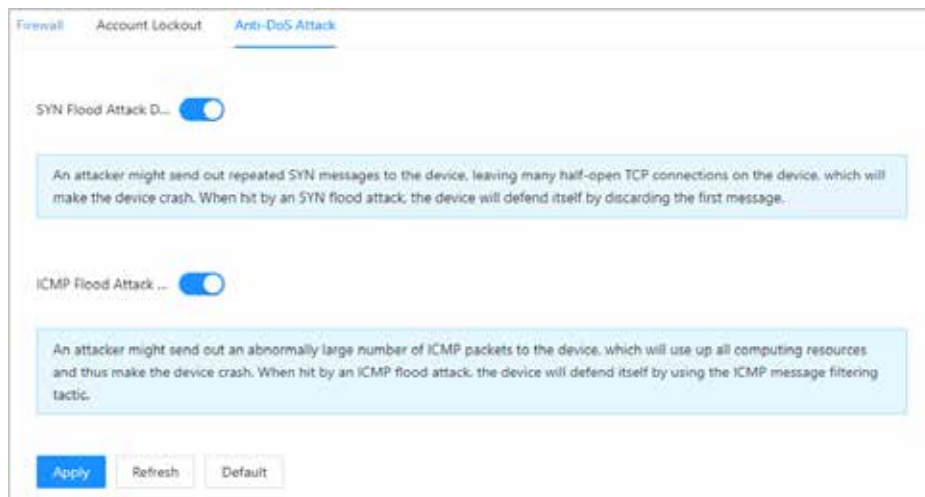 Firewall Account Lockout Anti-DoS Attack
SYN Flood Attack D...
An attacker might send out repeated SYN messages to the device, leaving many half-open TCP connections on the device, which will
make the device crash. When hit by an SYN flood attack, the device will defend itself by discarding the first message.
ICMP Flood Attack ...
An attacker might send out an abnormally large number of ICMP packets to the device, which will use up all computing resources
and thus make the device crash. When hit by an ICMP flood attack, the device will defend itself by using the ICMP message filtering
tactic.
Apply Refresh Default